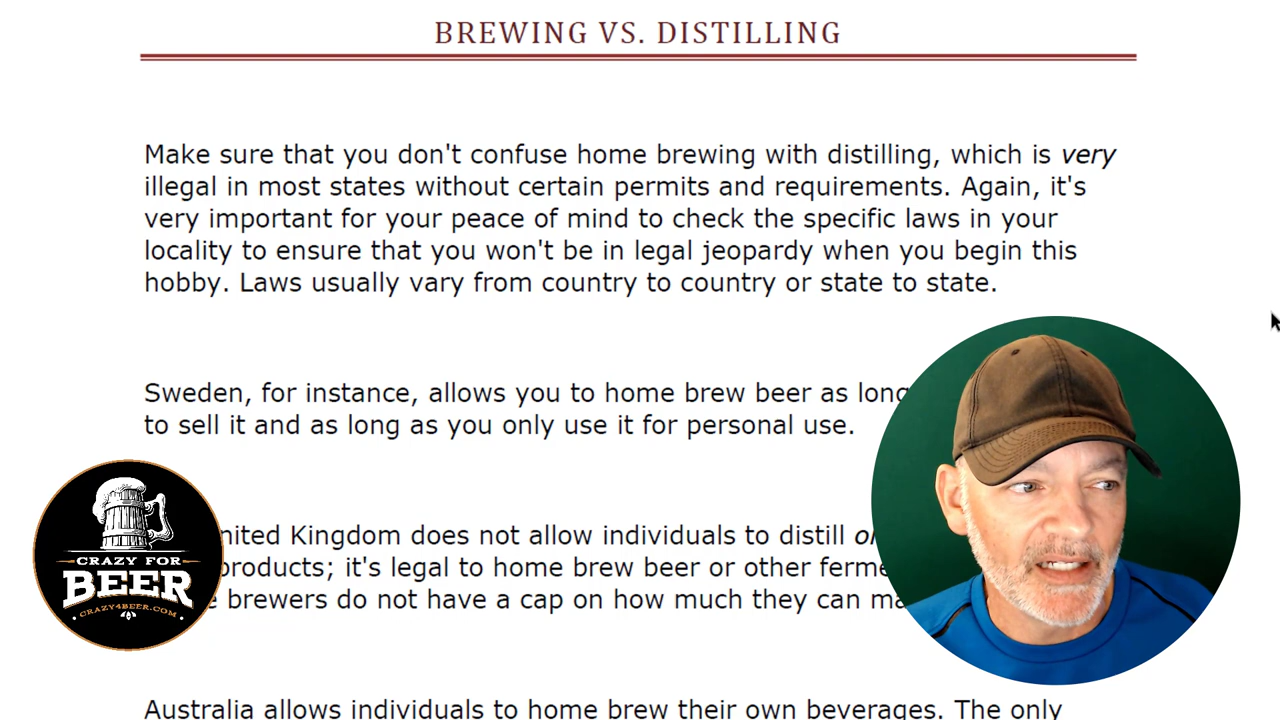 BREWING VS. DISTILLING
Make sure that you don't confuse home brewing with distilling, which is very
illegal in most states without certain permits and requirements. Again, it's
very important for your peace of mind to check the specific laws in your
locality to ensure that you won't be in legal jeopardy when you begin this
hobby. Laws usually vary from country to country or state to state.
Sweden, for instance, allows you to home brew beer as long
to sell it and as long as you only use it for personal use.
Kingdom does not allow individuals to distill
products; it's legal to home brew beer or other
brewers do not have a cap on how much they can
CRAZY FOR
BEER
CRAZY4BEER.COM
Australia allows individuals to home brew their own beverages. The only